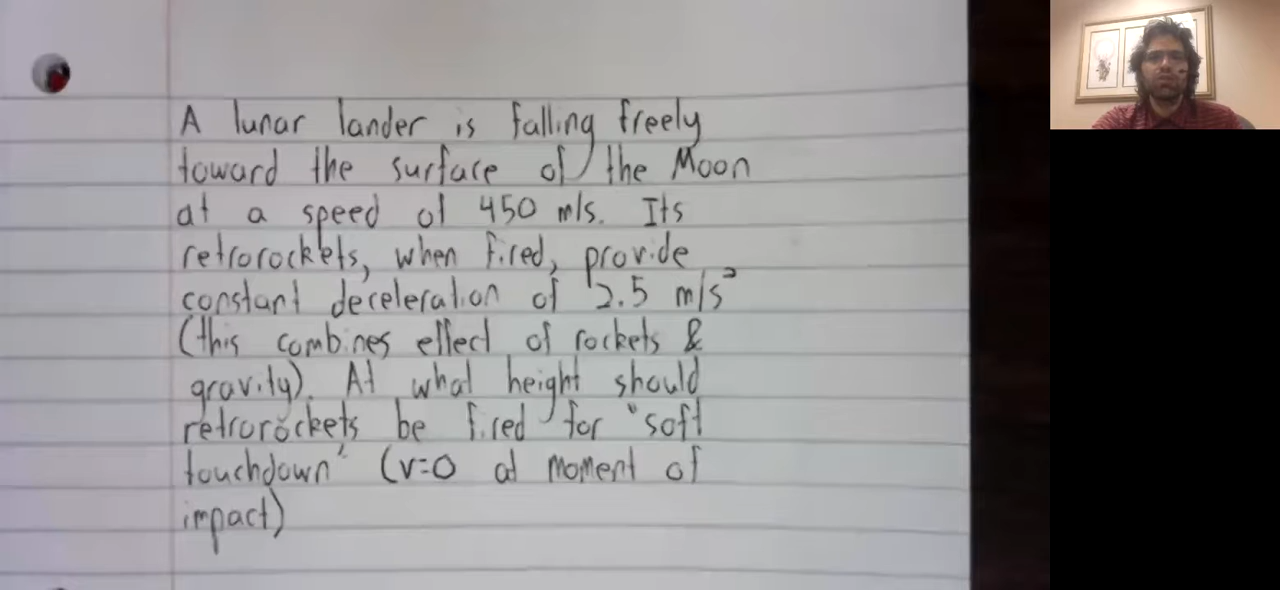 A lunar lander is falling freely
toward the surface of the Moon
at a speed of 450 m/s. Its
retrorockets, when fired, provide
constant deceleration of 2.5 m/s²
(this combines effect of rockets &
gravity). At what height should
retrorockets be fired for "soft
touchdown" (v=0 at moment of
impact)